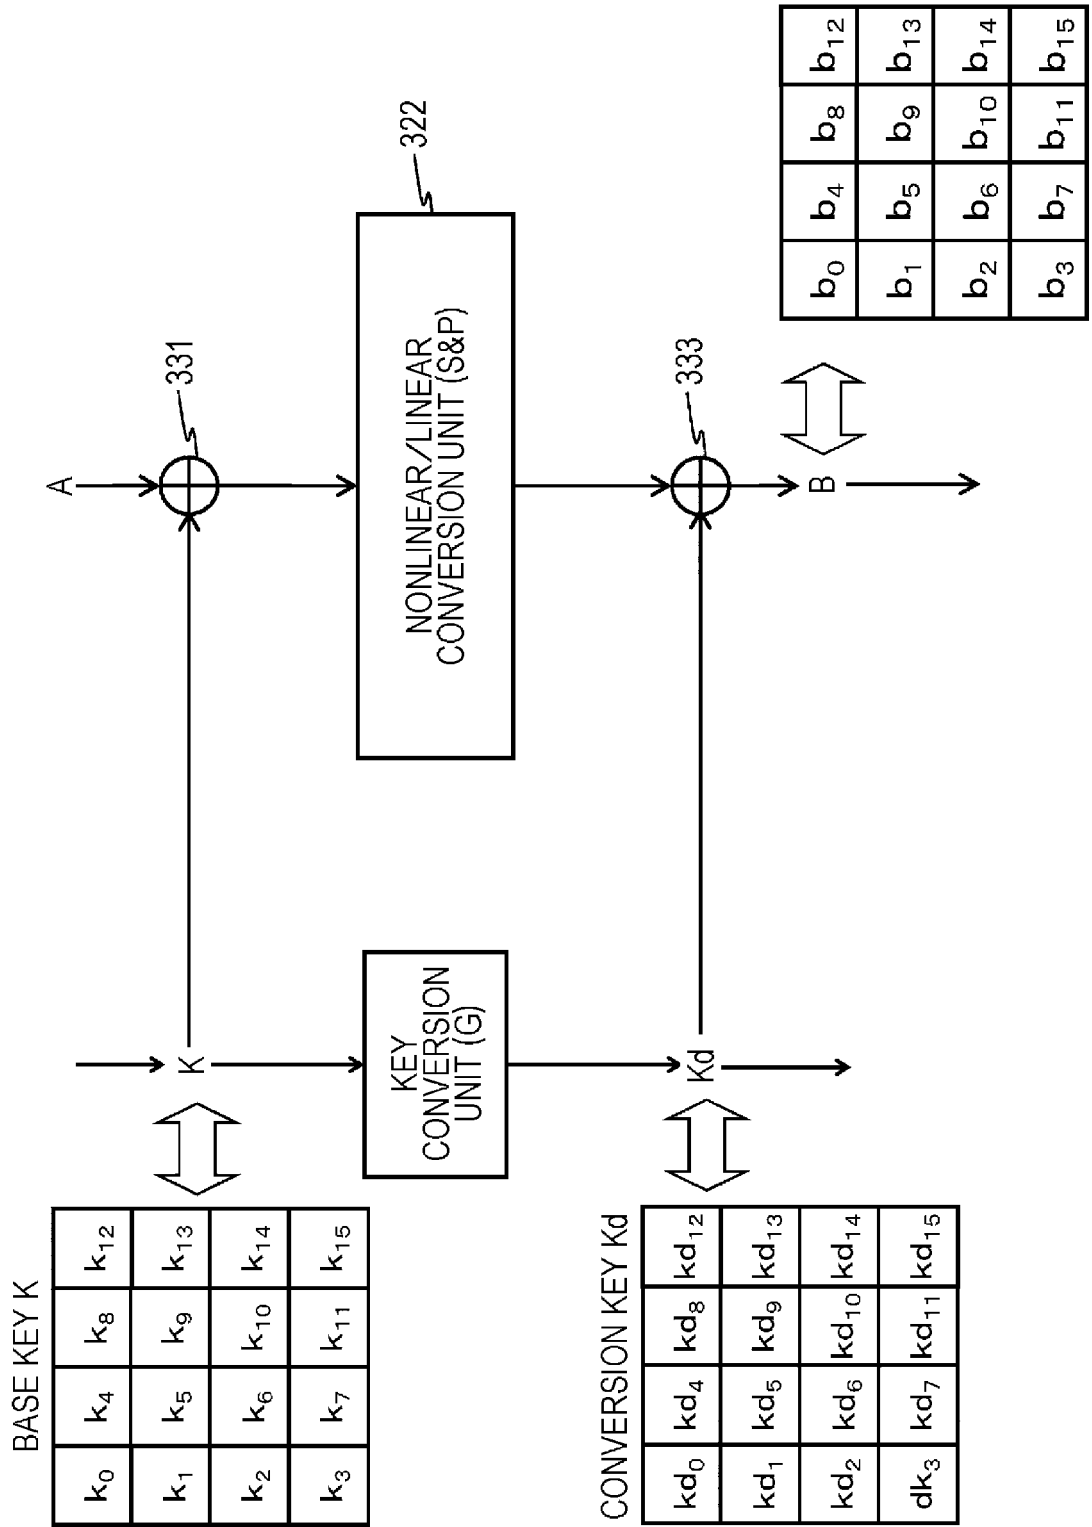 BASE KEY K
k₀ k₄ k₈ k₁₂
k₁ k₅ k₉ k₁₃
k₂ k₆ k₁₀ k₁₄
k₃ k₇ k₁₁ k₁₅
K
A
331
KEY
CONVERSION
UNIT (G)
NONLINEAR/LINEAR
CONVERSION UNIT (S&P)
322
CONVERSION KEY Kd
kd₀ kd₄ kd₈ kd₁₂
kd₁ kd₅ kd₉ kd₁₃
kd₂ kd₆ kd₁₀ kd₁₄
dk₃ kd₇ kd₁₁ kd₁₅
Kd
333
B
b₀ b₄ b₈ b₁₂
b₁ b₅ b₉ b₁₃
b₂ b₆ b₁₀ b₁₄
b₃ b₇ b₁₁ b₁₅